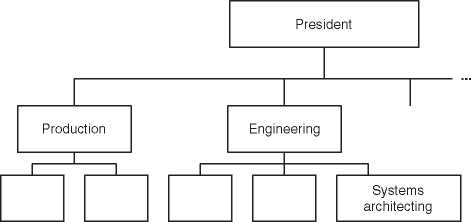 President
Production
Engineering
Systems
architecting